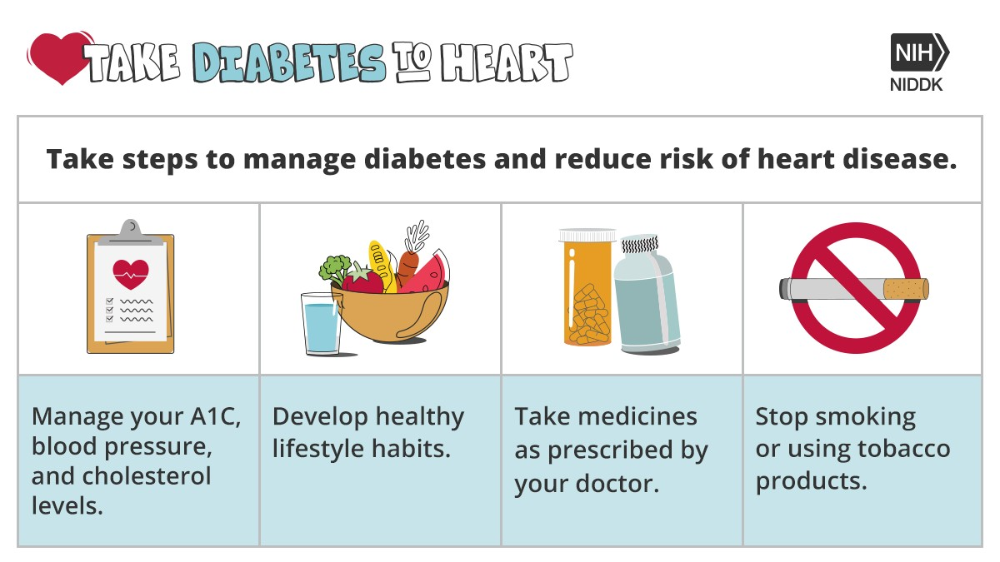 TAKE DIABETES TO HEART
NIH
NIDDK
Take steps to manage diabetes and reduce risk of heart disease.
Manage your A1C,
blood pressure,
and cholesterol
levels.
Develop healthy
lifestyle habits.
Take medicines
as prescribed by
your doctor.
Stop smoking
or using tobacco
products.